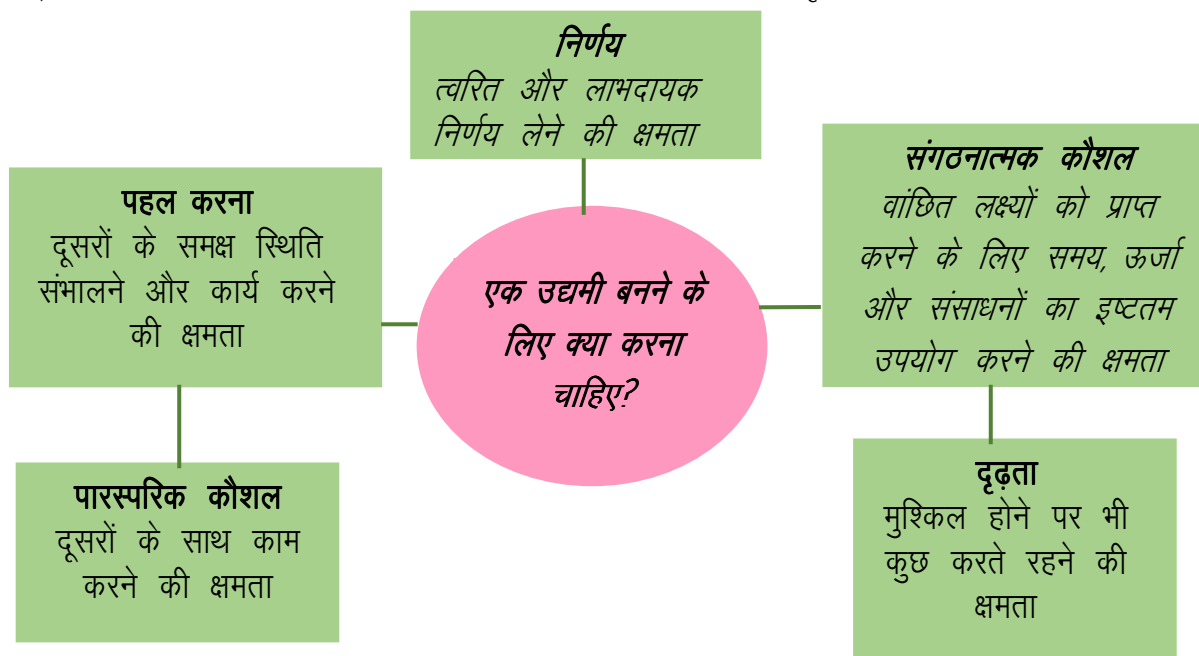 निर्णय
त्वरित और लाभदायक
निर्णय लेने की क्षमता
पहल करना
दूसरों के समक्ष स्थिति
संभालने और कार्य करने
की क्षमता
एक उद्यमी बनने के
लिए क्या करना
चाहिए?
संगठनात्मक कौशल
वांछित लक्ष्यों को प्राप्त
करने के लिए समय, ऊर्जा
और संसाधनों का इष्टतम
उपयोग करने की क्षमता
पारस्परिक कौशल
दूसरों के साथ काम
करने की क्षमता
दृढ़ता
मुश्किल होने पर भी
कुछ करते रहने की
क्षमता